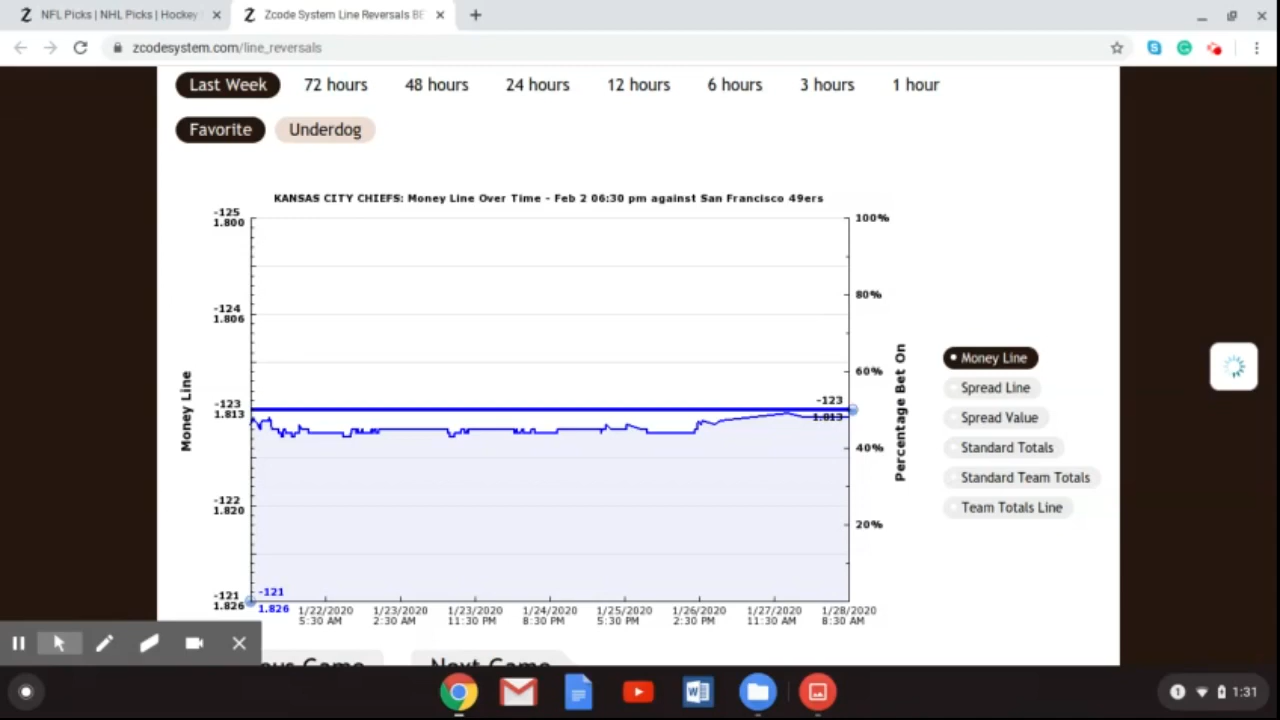 NFL Picks | NHL Picks | Hockey
Zcode System Line Reversals BE
zcodesystem.com/line_reversals
Last Week 72 hours 48 hours 24 hours 12 hours 6 hours 3 hours 1 hour
Favorite Underdog
KANSAS CITY CHIEFS: Money Line Over Time - Feb 2 06:30 pm against San Francisco 49ers
-125
1.800
-124
1.806
-123
1.813
-122
1.820
-121
1.826
Money Line
-121
1.826
-123
1.813
100%
80%
60%
40%
20%
Percentage Bet On
1/22/2020
5:30 AM
1/23/2020
2:30 AM
1/23/2020
11:30 PM
1/24/2020
8:30 PM
1/25/2020
5:30 PM
1/26/2020
2:30 PM
1/27/2020
11:30 AM
1/28/2020
8:30 AM
Money Line
Spread Line
Spread Value
Standard Totals
Standard Team Totals
Team Totals Line
ous Game Next Game
1 1:31